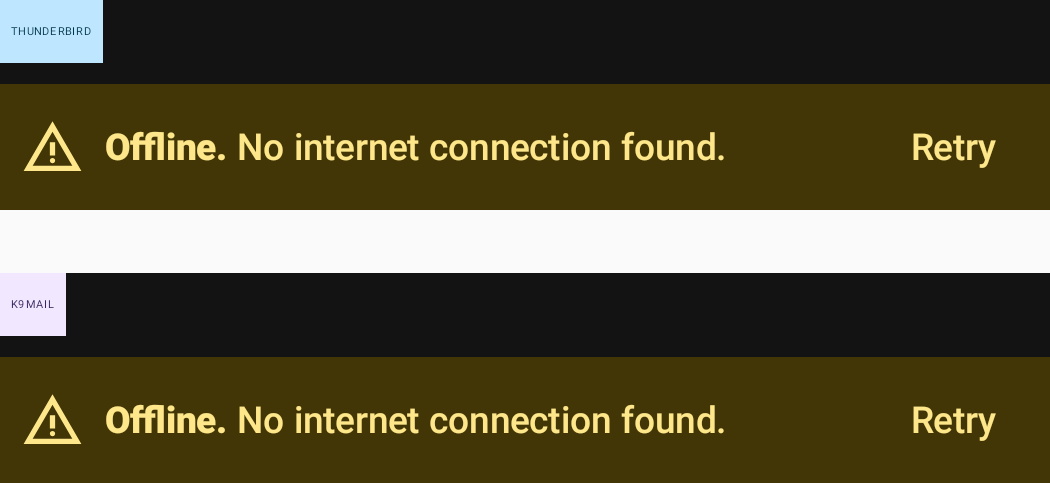 THUNDERBIRD
Offline. No internet connection found. Retry
K9MAIL
Offline. No internet connection found. Retry